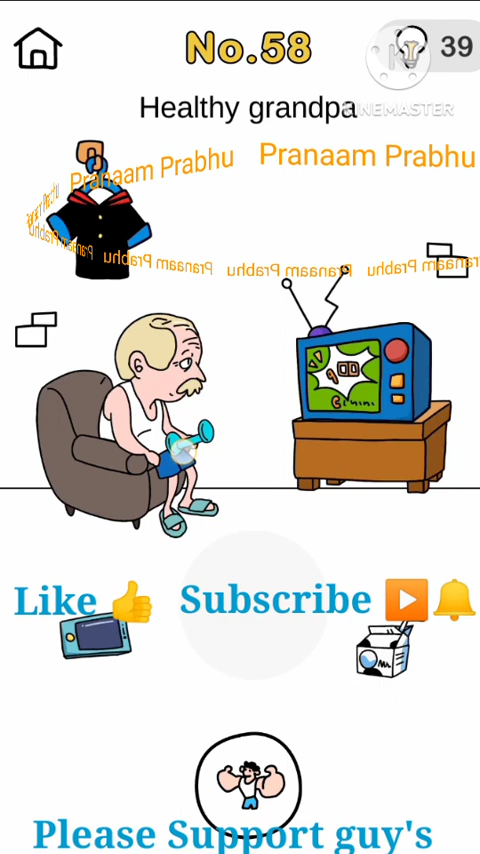 No.58
39
KINEMASTER
Healthy grandpa
Pranaam Prabhu Pranaam Prabhu
Pranaam Prabhu Pranaam Prabhu Pranaam Prabhu Pranaam Prabhu
Like 👍 Subscribe ▶️🔔
Please Support guy's